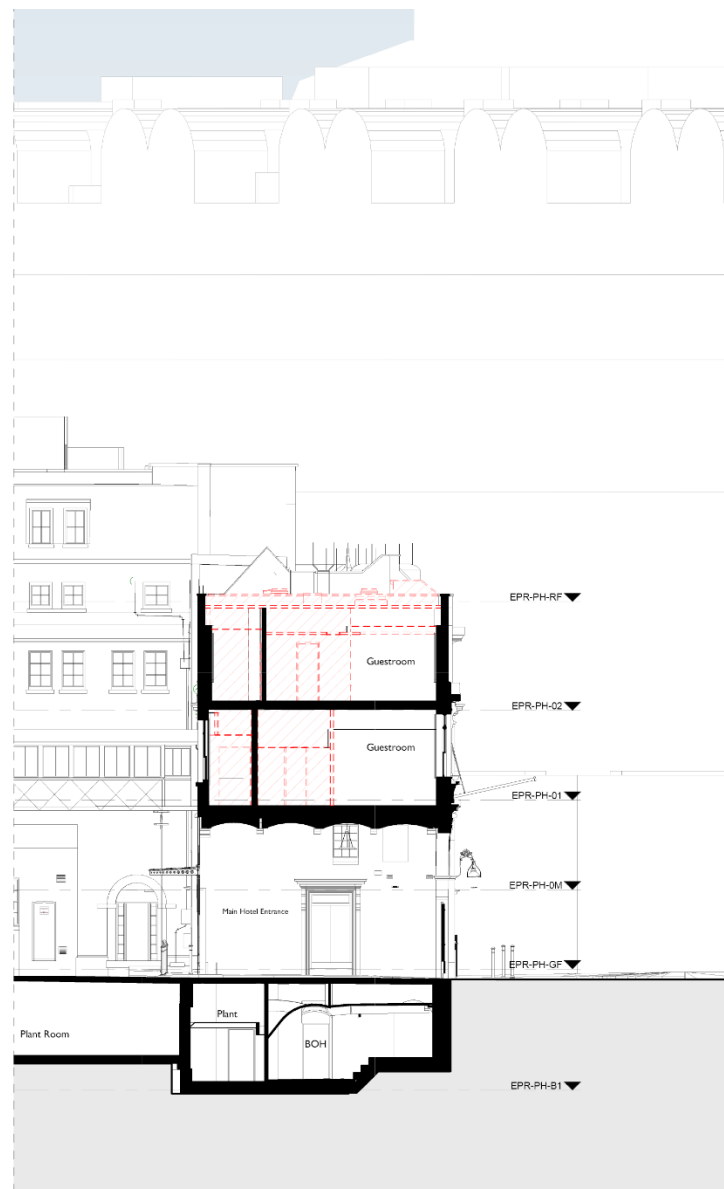 EPR-PH-RF
Guestroom
EPR-PH-02
Guestroom
EPR-PH-01
EPR-PH-0M
Main Hotel Entrance
EPR-PH-GF
Plant
Plant Room
BOH
EPR-PH-B1